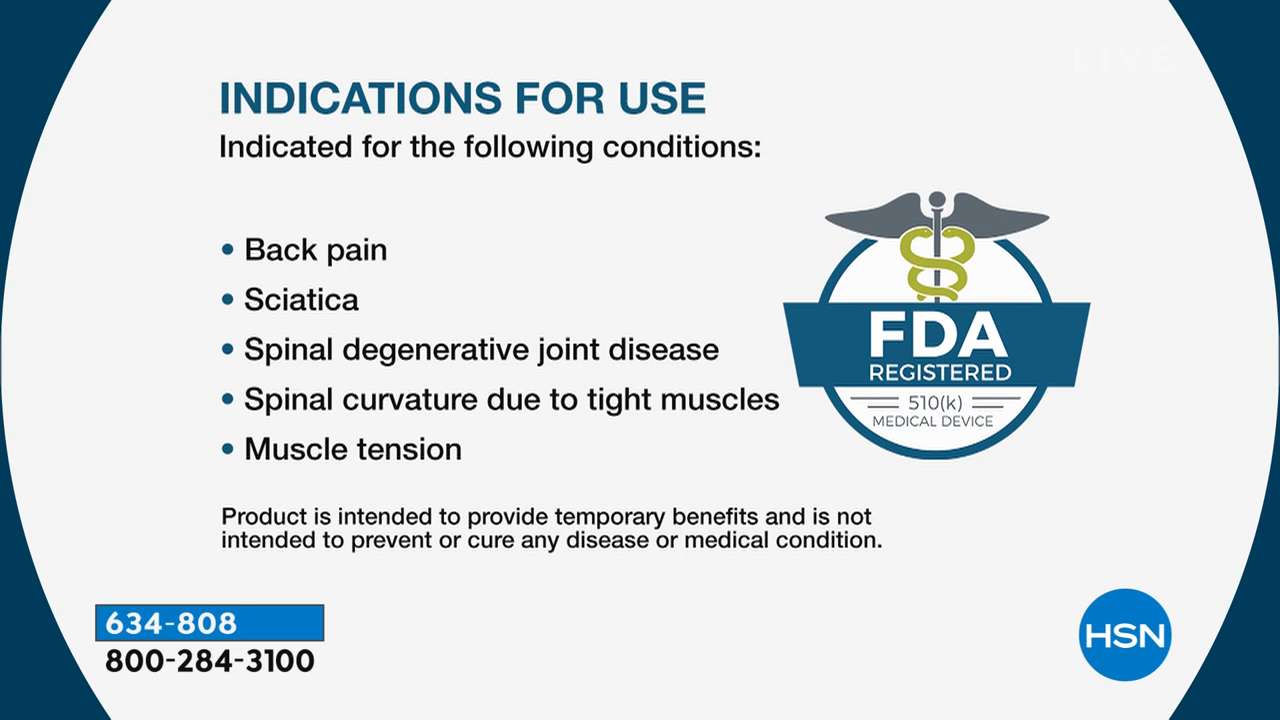 LIVE
INDICATIONS FOR USE
Indicated for the following conditions:
• Back pain
• Sciatica
• Spinal degenerative joint disease
• Spinal curvature due to tight muscles
• Muscle tension
FDA
REGISTERED
510(k)
MEDICAL DEVICE
Product is intended to provide temporary benefits and is not
intended to prevent or cure any disease or medical condition.
634-808
800-284-3100
HSN